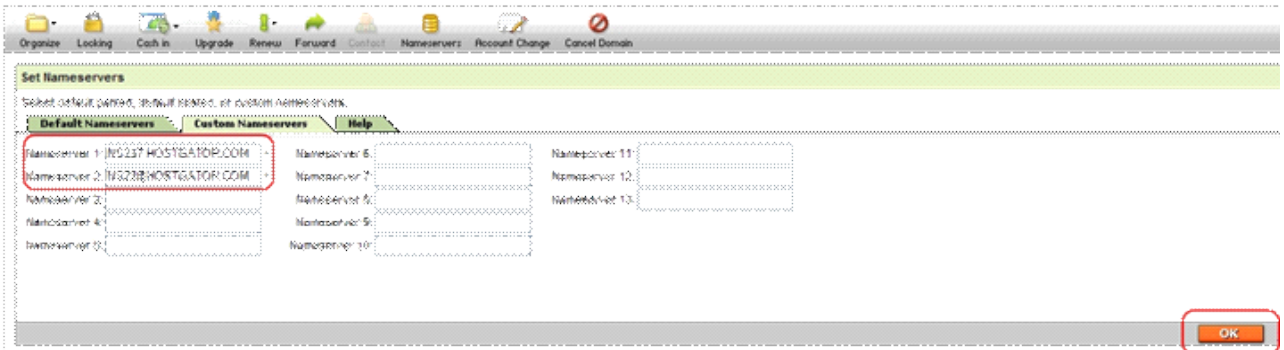 Organize Locking Cash in Upgrade Renew Forward Contact Nameservers Account Change Cancel Domain
Set Nameservers
Select default parked, default hosted, or custom nameservers.
Default Nameservers Custom Nameservers Help
Nameserver 1: NS237.HOSTGATOR.COM * Nameserver 6: Nameserver 11:
Nameserver 2: NS238.HOSTGATOR.COM * Nameserver 7: Nameserver 12:
Nameserver 3: Nameserver 8: Nameserver 13:
Nameserver 4: Nameserver 9:
Nameserver 5: Nameserver 10:
OK